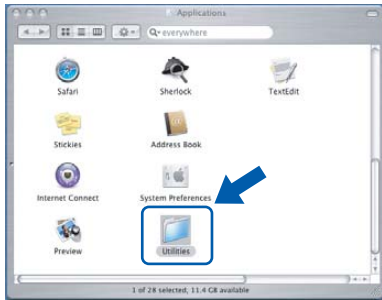 Applications
everywhere
Safari
Sherlock
TextEdit
Stickies
Address Book
Internet Connect
System Preferences
Preview
Utilities
1 of 28 selected, 11.4 GB available